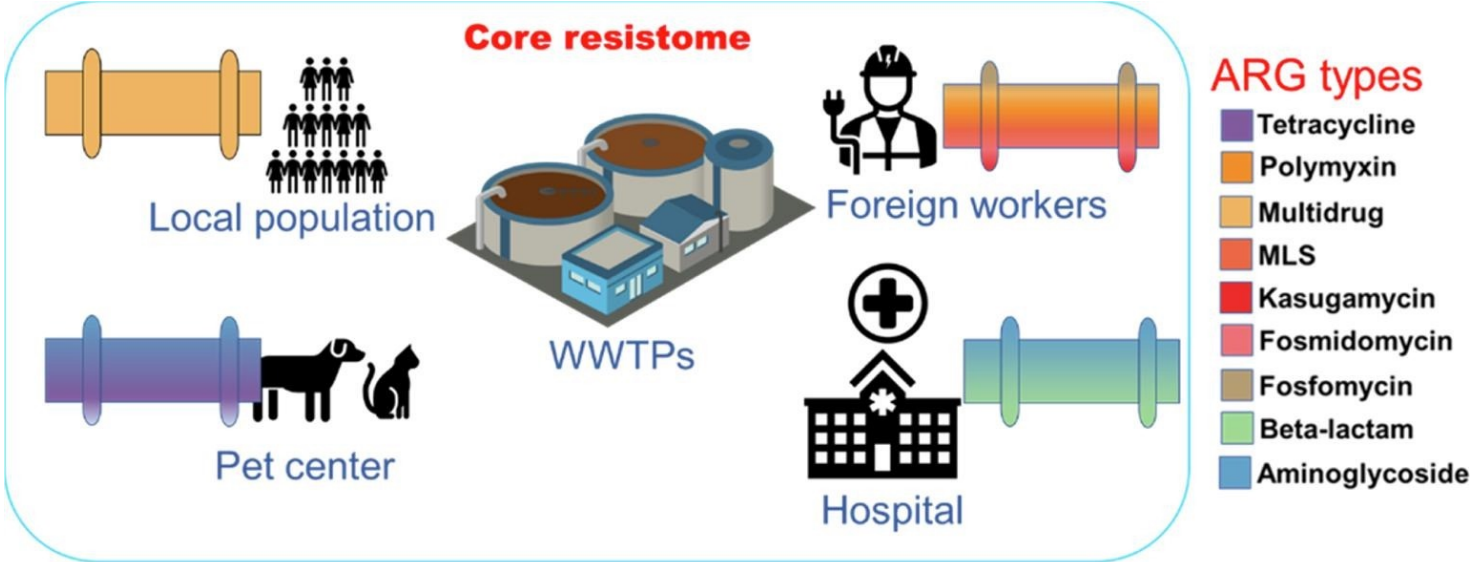 Core resistome
Local population
Foreign workers
WWTPs
Pet center
Hospital
ARG types
Tetracycline
Polymyxin
Multidrug
MLS
Kasugamycin
Fosmidomycin
Fosfomycin
Beta-lactam
Aminoglycoside